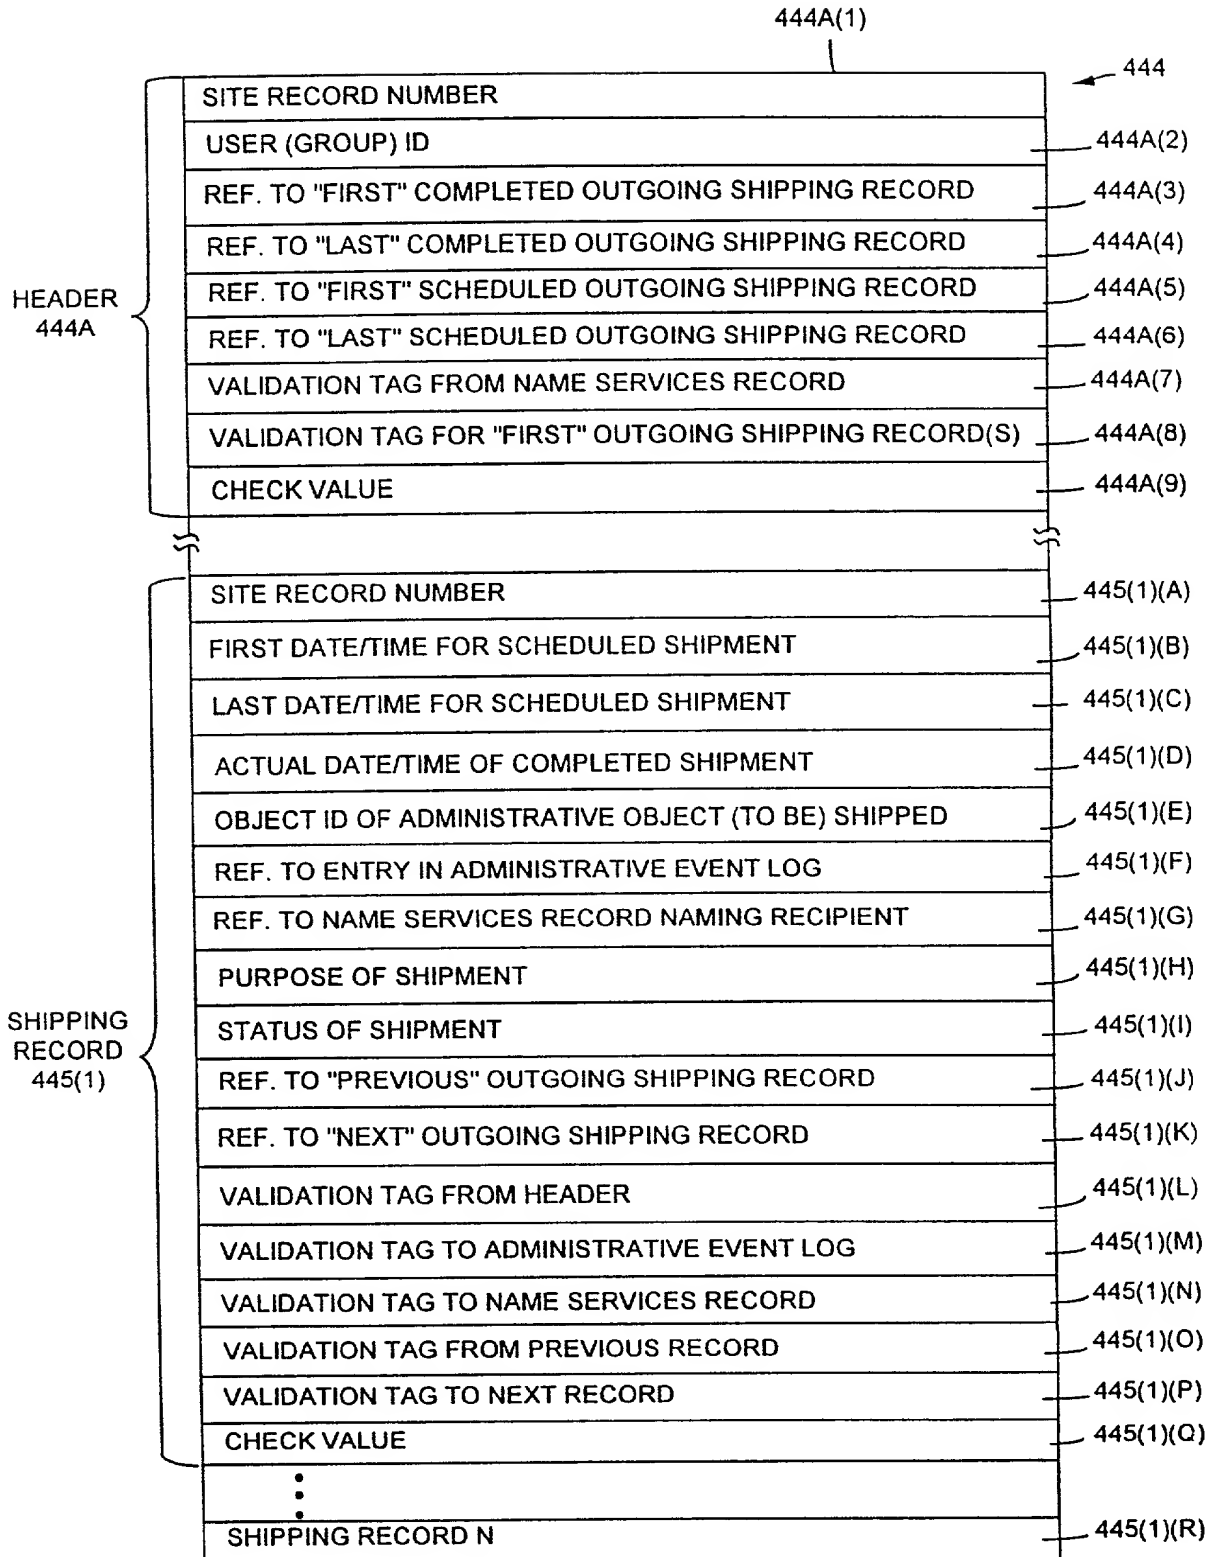 444A(1)
444
SITE RECORD NUMBER
USER (GROUP) ID
444A(2)
REF. TO "FIRST" COMPLETED OUTGOING SHIPPING RECORD
444A(3)
REF. TO "LAST" COMPLETED OUTGOING SHIPPING RECORD
444A(4)
REF. TO "FIRST" SCHEDULED OUTGOING SHIPPING RECORD
444A(5)
HEADER
444A
REF. TO "LAST" SCHEDULED OUTGOING SHIPPING RECORD
444A(6)
VALIDATION TAG FROM NAME SERVICES RECORD
444A(7)
VALIDATION TAG FOR "FIRST" OUTGOING SHIPPING RECORD(S)
444A(8)
CHECK VALUE
444A(9)
SITE RECORD NUMBER
445(1)(A)
FIRST DATE/TIME FOR SCHEDULED SHIPMENT
445(1)(B)
LAST DATE/TIME FOR SCHEDULED SHIPMENT
445(1)(C)
ACTUAL DATE/TIME OF COMPLETED SHIPMENT
445(1)(D)
OBJECT ID OF ADMINISTRATIVE OBJECT (TO BE) SHIPPED
445(1)(E)
REF. TO ENTRY IN ADMINISTRATIVE EVENT LOG
445(1)(F)
REF. TO NAME SERVICES RECORD NAMING RECIPIENT
445(1)(G)
PURPOSE OF SHIPMENT
445(1)(H)
SHIPPING
RECORD
445(1)
STATUS OF SHIPMENT
445(1)(I)
REF. TO "PREVIOUS" OUTGOING SHIPPING RECORD
445(1)(J)
REF. TO "NEXT" OUTGOING SHIPPING RECORD
445(1)(K)
VALIDATION TAG FROM HEADER
445(1)(L)
VALIDATION TAG TO ADMINISTRATIVE EVENT LOG
445(1)(M)
VALIDATION TAG TO NAME SERVICES RECORD
445(1)(N)
VALIDATION TAG FROM PREVIOUS RECORD
445(1)(O)
VALIDATION TAG TO NEXT RECORD
445(1)(P)
CHECK VALUE
445(1)(Q)
SHIPPING RECORD N
445(1)(R)